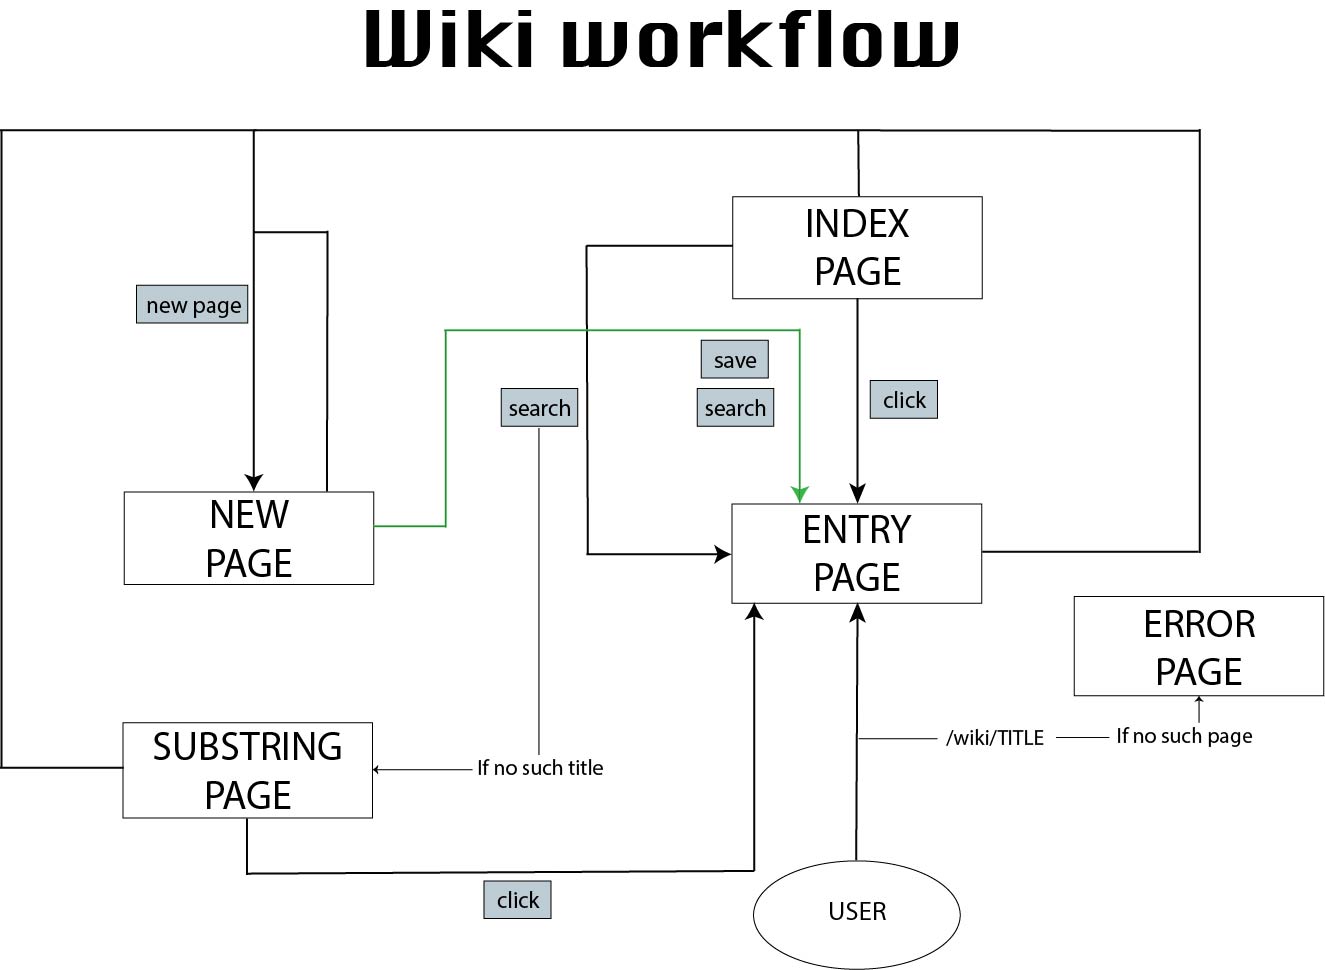 Wiki workflow
INDEX
PAGE
new page
save
search
search
click
NEW
PAGE
ENTRY
PAGE
ERROR
PAGE
SUBSTRING
PAGE
If no such title
/wiki/TITLE
If no such page
click
USER